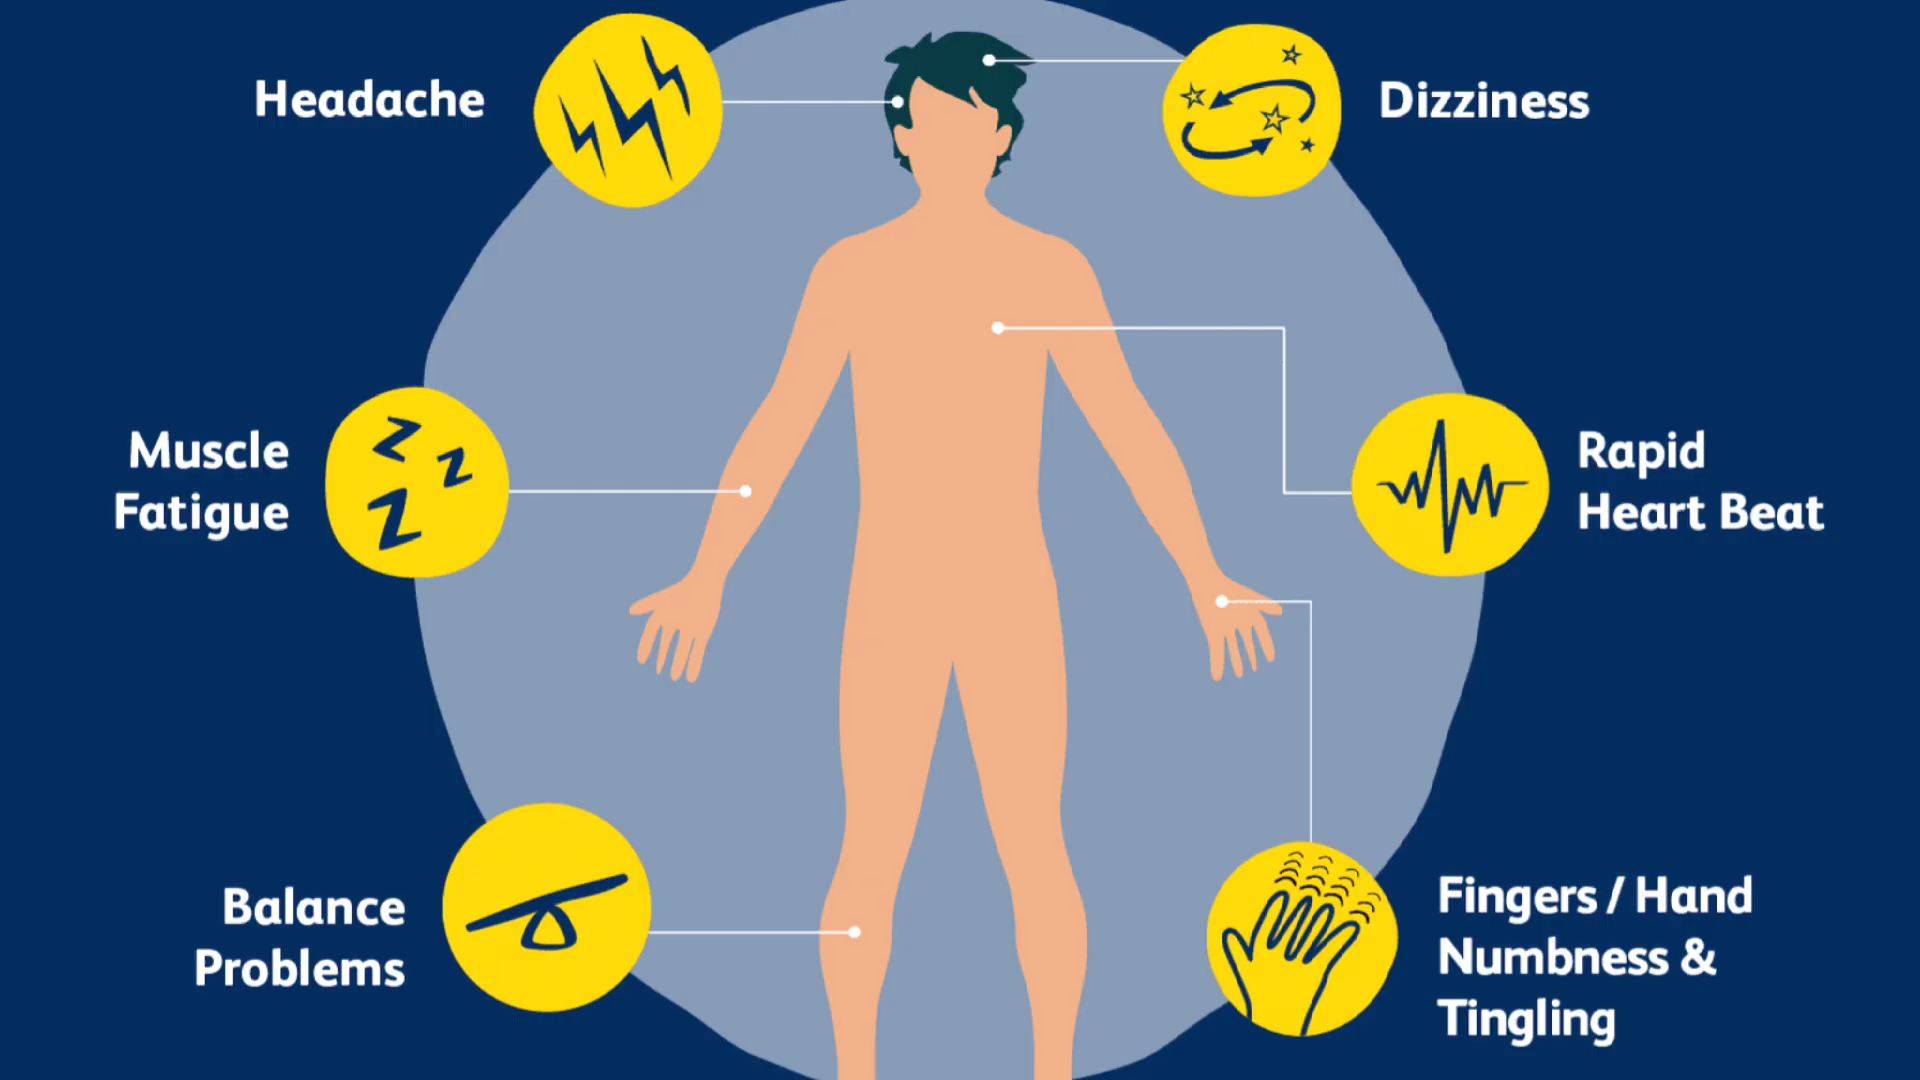 Headache
Dizziness
Muscle
Fatigue
Rapid
Heart Beat
Balance
Problems
Fingers / Hand
Numbness &
Tingling